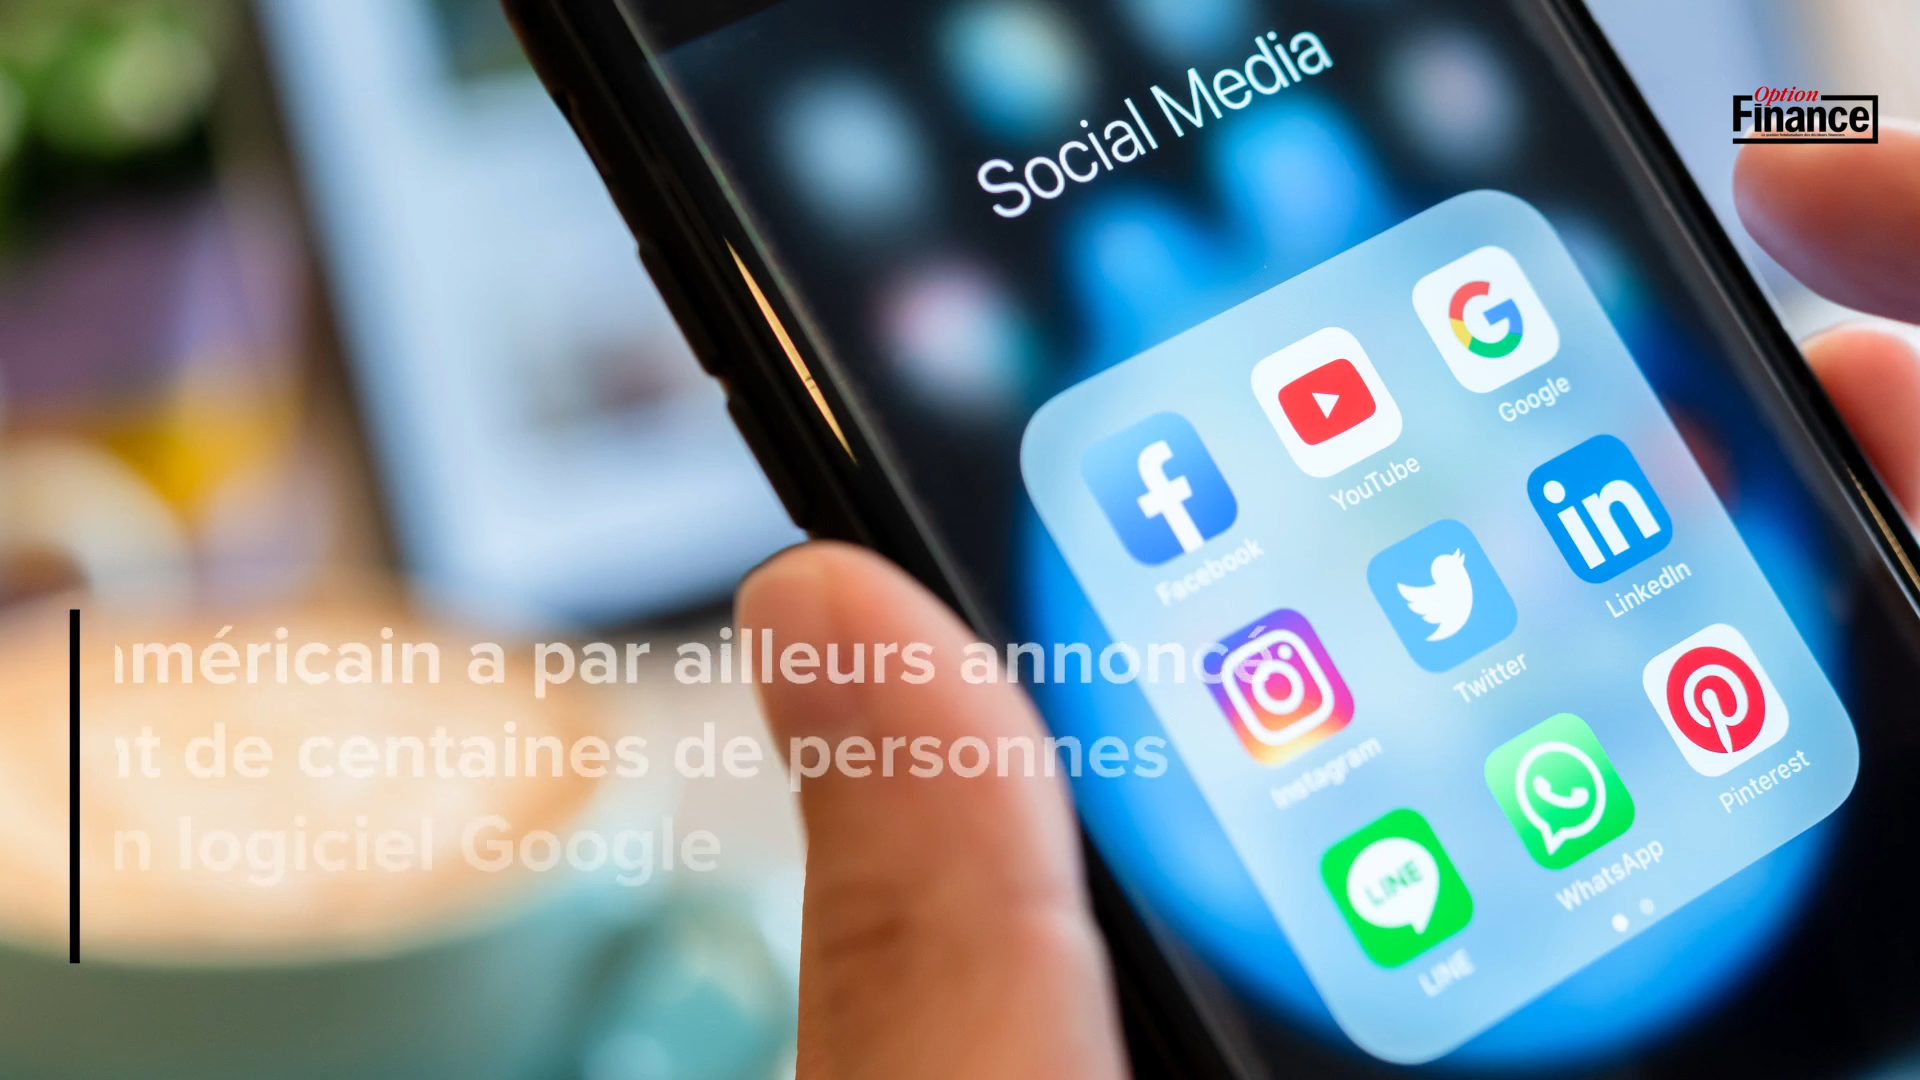 Option
Finance
Social Media
Google
YouTube
Facebook
LinkedIn
Twitter
Instagram
Pinterest
WhatsApp
LINE
LINE
méricain a par ailleurs annoncé
t de centaines de personnes
n logiciel Google